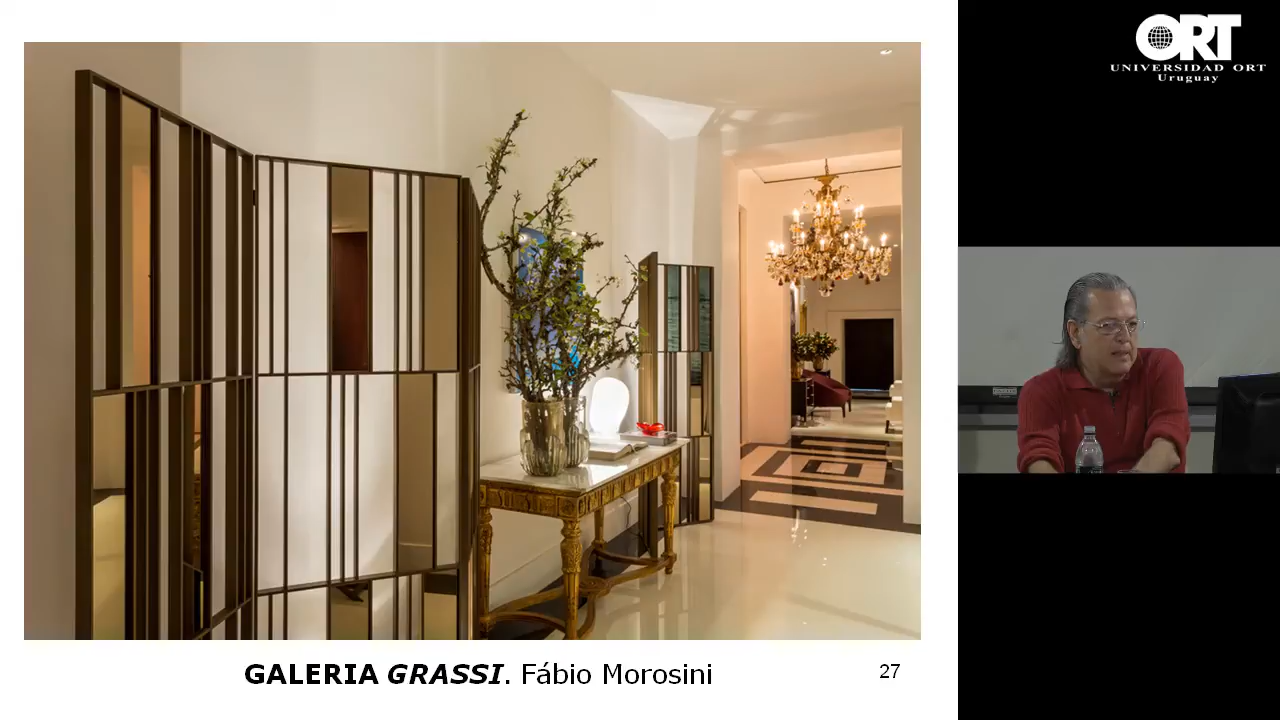 ORT
UNIVERSIDAD ORT
Uruguay
GALERIA GRASSI. Fábio Morosini
27